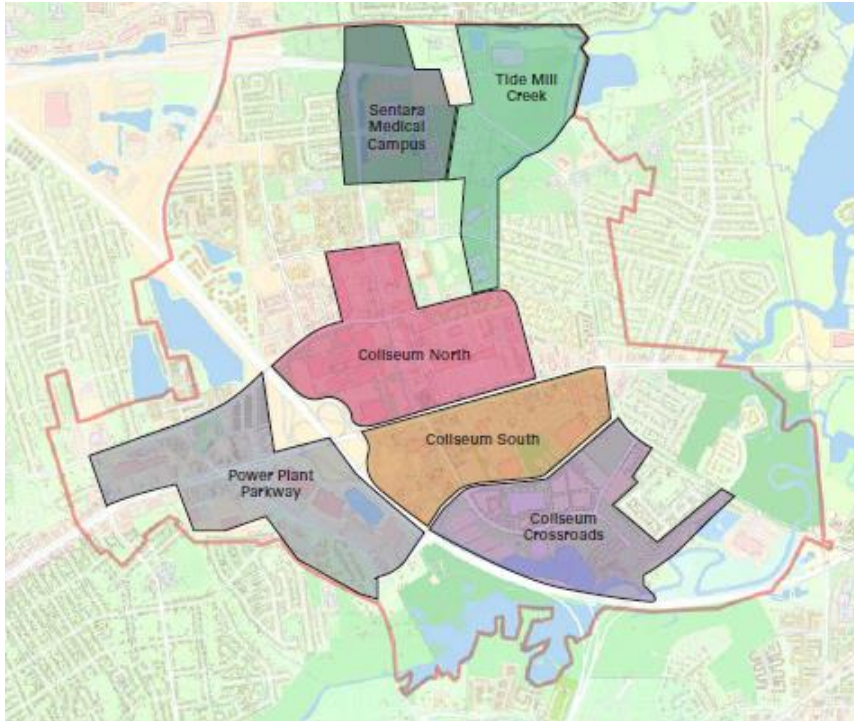 Tide Mill
Creek
Sentara
Medical
Campus
Coliseum North
Coliseum South
Power Plant
Parkway
Coliseum
Crossroads